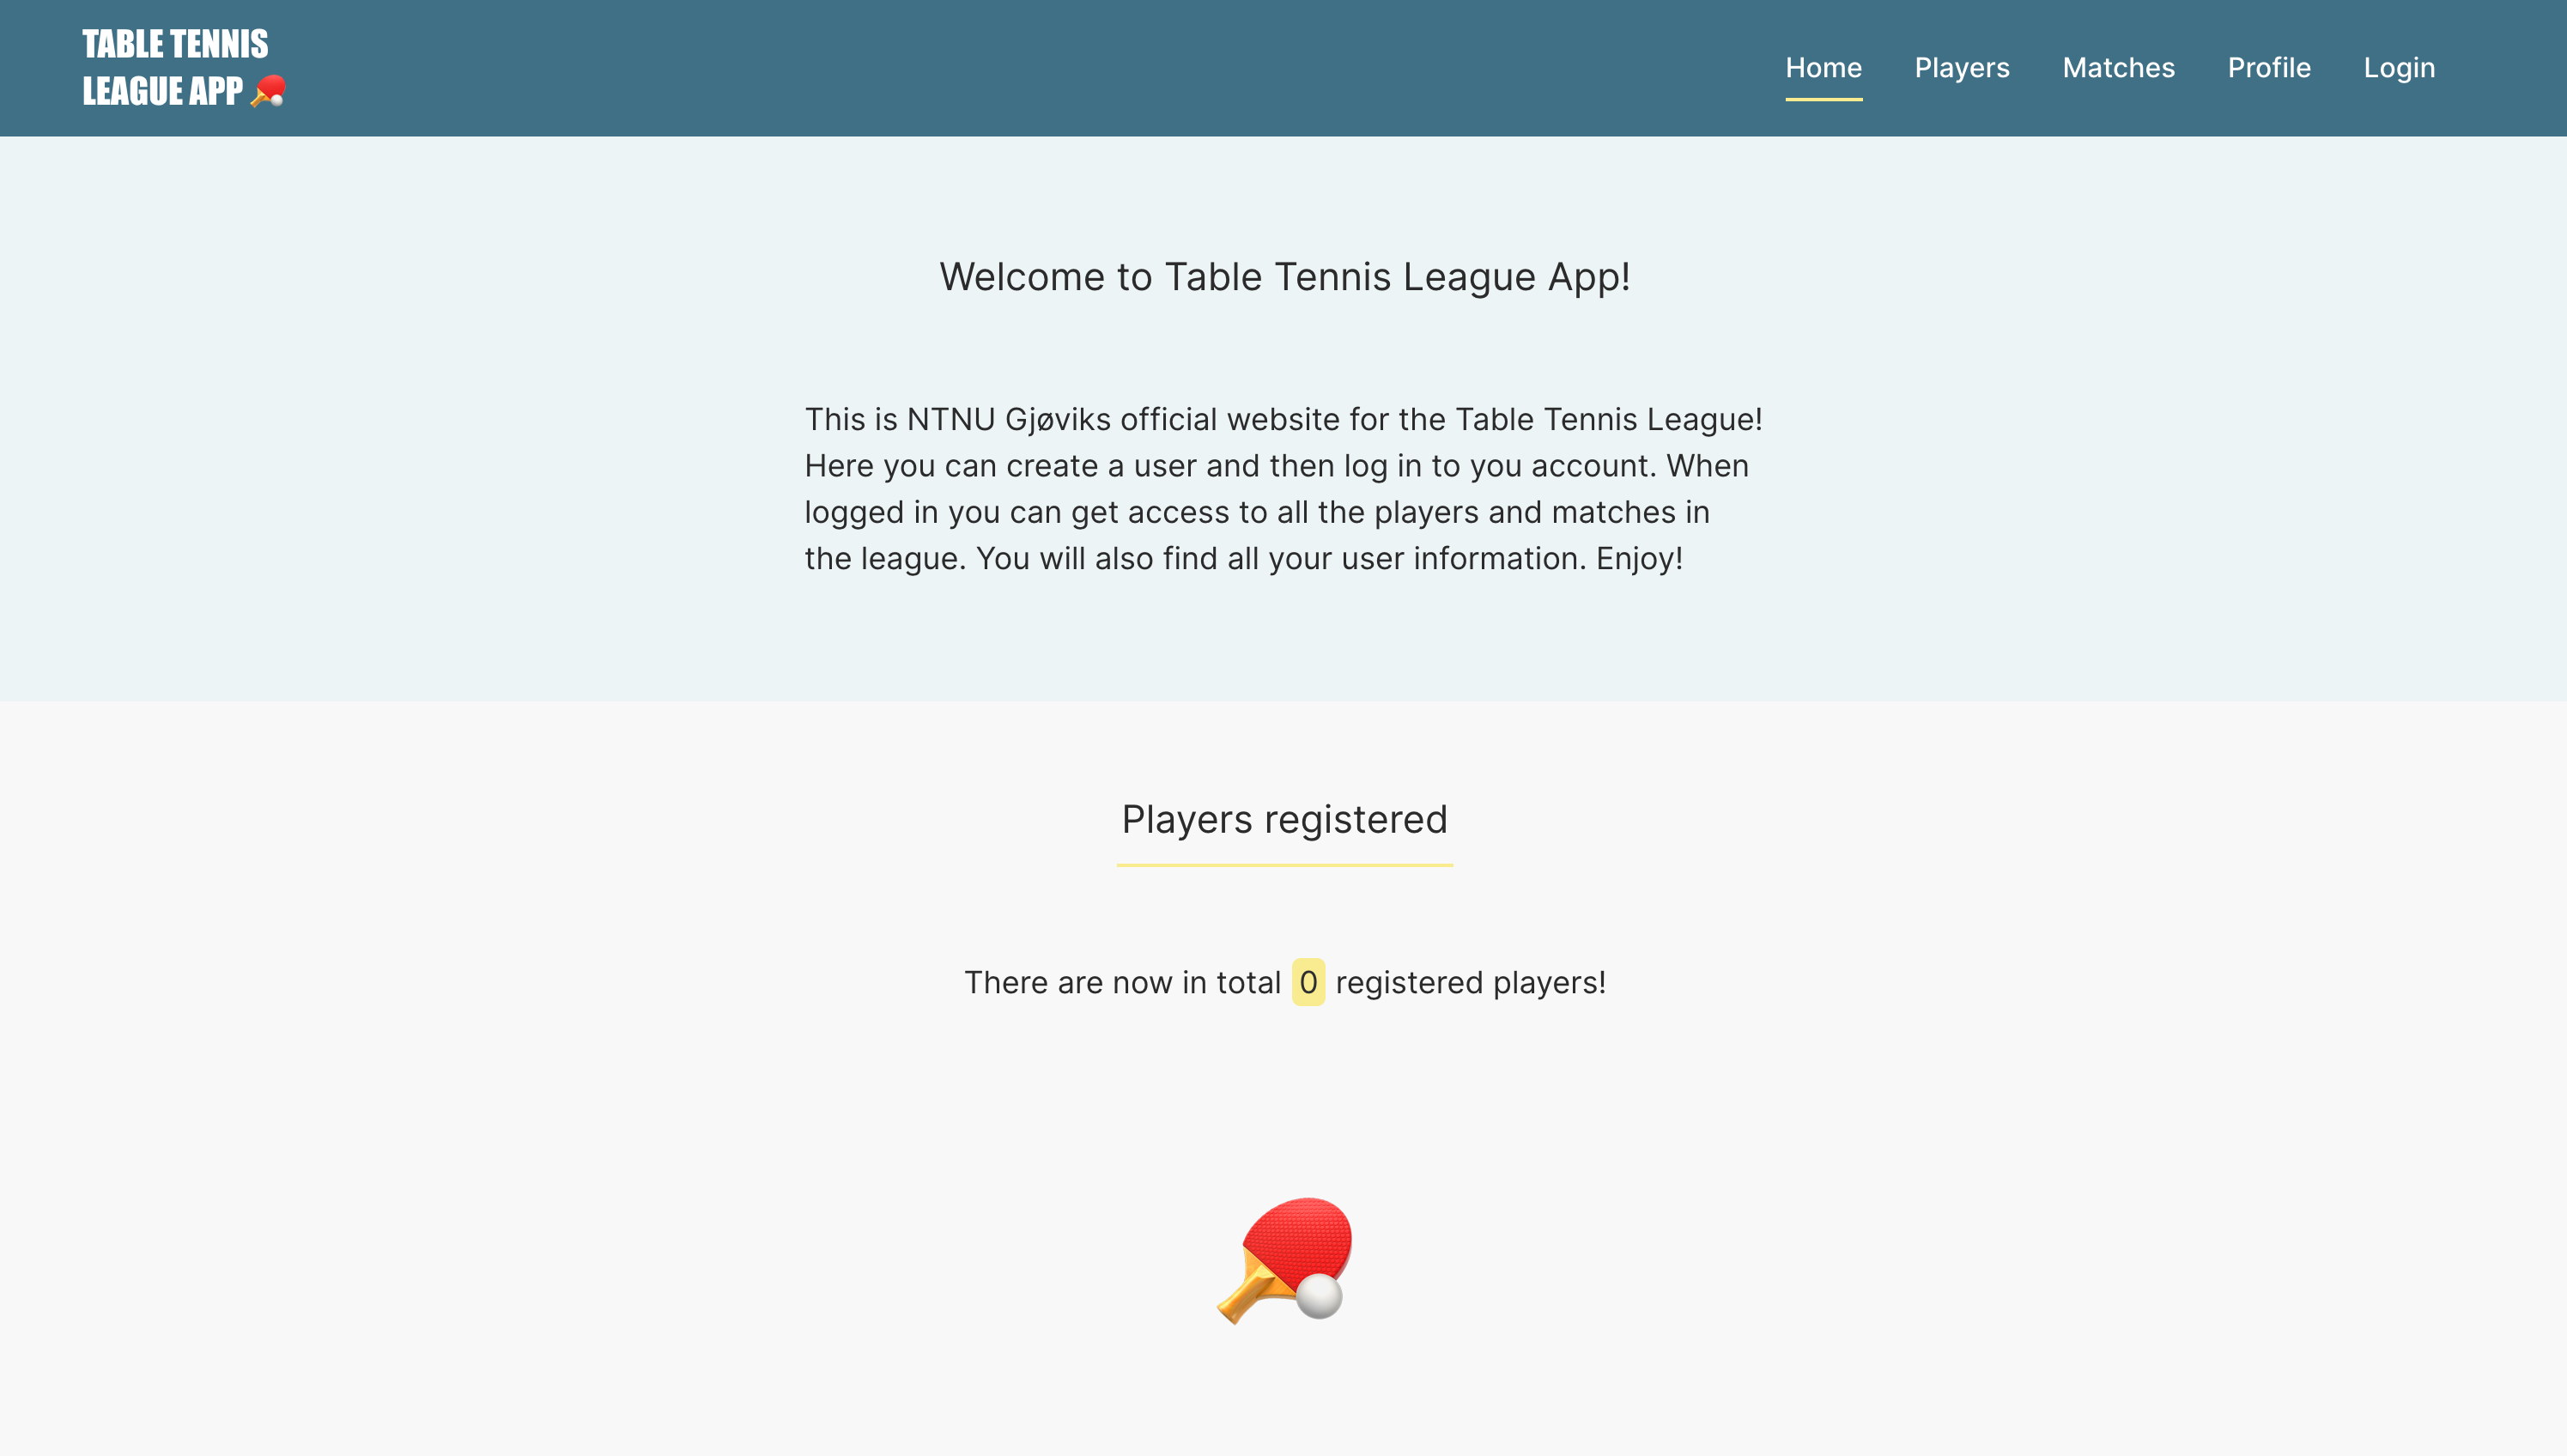 TABLE TENNIS
LEAGUE APP
Home Players Matches Profile Login
Welcome to Table Tennis League App!
This is NTNU Gjøviks official website for the Table Tennis League!
Here you can create a user and then log in to you account. When
logged in you can get access to all the players and matches in
the league. You will also find all your user information. Enjoy!
Players registered
There are now in total 0 registered players!